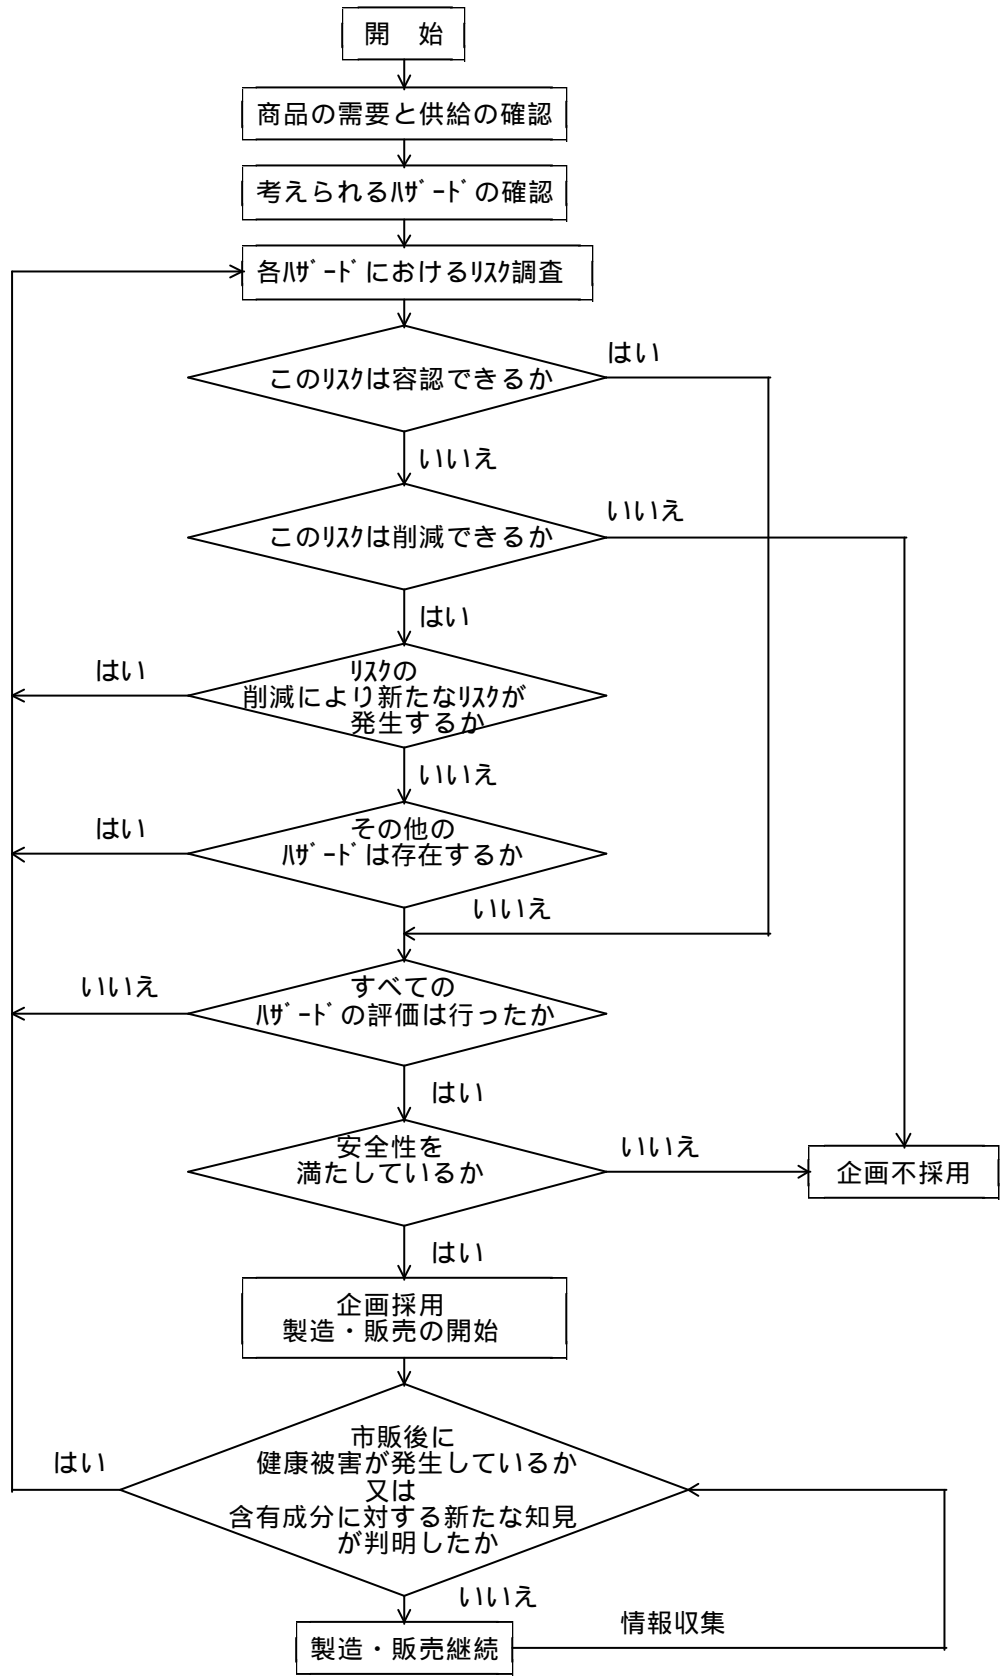 開　始
商品の需要と供給の確認
考えられるﾊｻﾞｰﾄﾞの確認
各ﾊｻﾞｰﾄﾞにおけるﾘｽｸ調査
はい
このﾘｽｸは容認できるか
いいえ
いいえ
このﾘｽｸは削減できるか
はい
はい
ﾘｽｸの
削減により新たなﾘｽｸが
発生するか
いいえ
はい
その他の
ﾊｻﾞｰﾄﾞは存在するか
いいえ
いいえ
すべての
ﾊｻﾞｰﾄﾞの評価は行ったか
はい
安全性を
満たしているか
いいえ
企画不採用
はい
企画採用
製造・販売の開始
はい
市販後に
健康被害が発生しているか
又は
含有成分に対する新たな知見
が判明したか
いいえ
製造・販売継続
情報収集